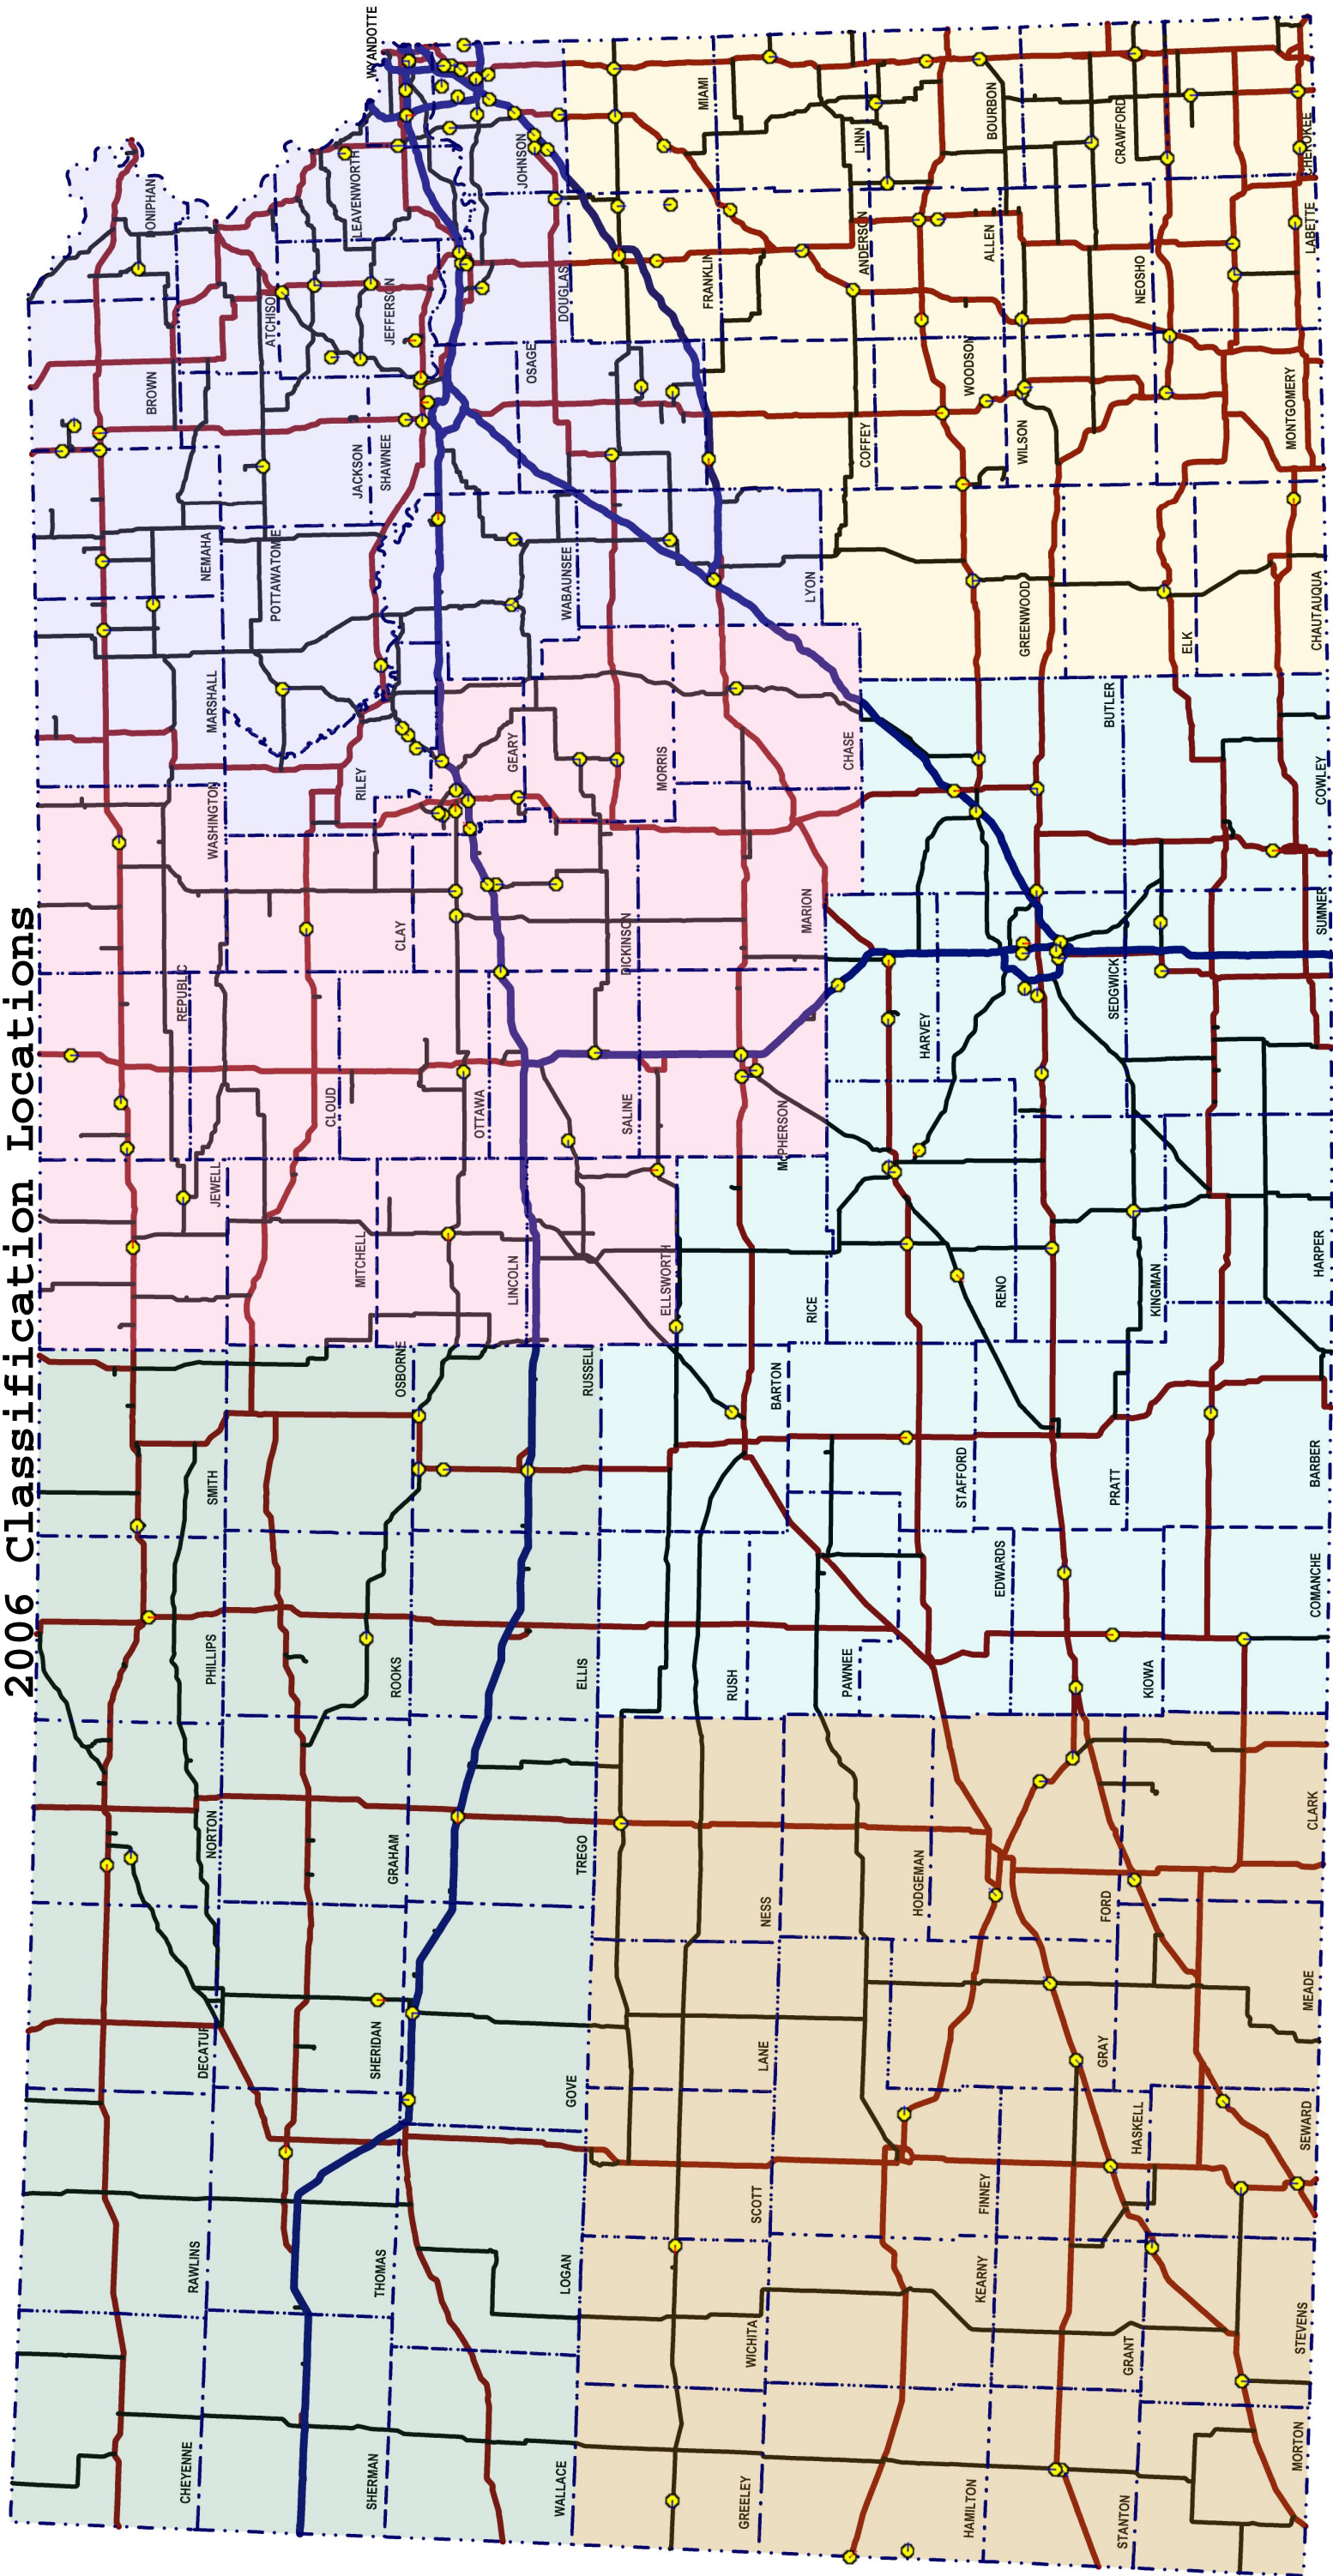 2006 Classification Locations
CHEYENNE
RAWLINS
DECATUR
NORTON
PHILLIPS
SMITH
JEWELL
REPUBLIC
WASHINGTON
MARSHALL
NEMAHA
BROWN
DONIPHAN
SHERMAN
THOMAS
SHERIDAN
GRAHAM
ROOKS
OSBORNE
MITCHELL
CLOUD
CLAY
RILEY
POTTAWATOMIE
JACKSON
ATCHISON
JEFFERSON
LEAVENWORTH
WYANDOTTE
WALLACE
LOGAN
GOVE
TREGO
ELLIS
RUSSELL
LINCOLN
OTTAWA
SALINE
DICKINSON
GEARY
WABAUNSEE
SHAWNEE
OSAGE
DOUGLAS
JOHNSON
GREELEY
WICHITA
SCOTT
LANE
NESS
RUSH
BARTON
ELLSWORTH
RICE
MCPHERSON
MARION
MORRIS
CHASE
LYON
COFFEY
FRANKLIN
MIAMI
ANDERSON
LINN
HAMILTON
KEARNY
FINNEY
HODGEMAN
PAWNEE
EDWARDS
STAFFORD
RENO
HARVEY
SEDGWICK
BUTLER
GREENWOOD
WOODSON
ALLEN
BOURBON
STANTON
GRANT
HASKELL
GRAY
FORD
KIOWA
PRATT
KINGMAN
ELK
WILSON
NEOSHO
CRAWFORD
MORTON
STEVENS
SEWARD
MEADE
CLARK
COMANCHE
BARBER
HARPER
SUMNER
COWLEY
CHAUTAUQUA
MONTGOMERY
LABETTE
CHEROKEE